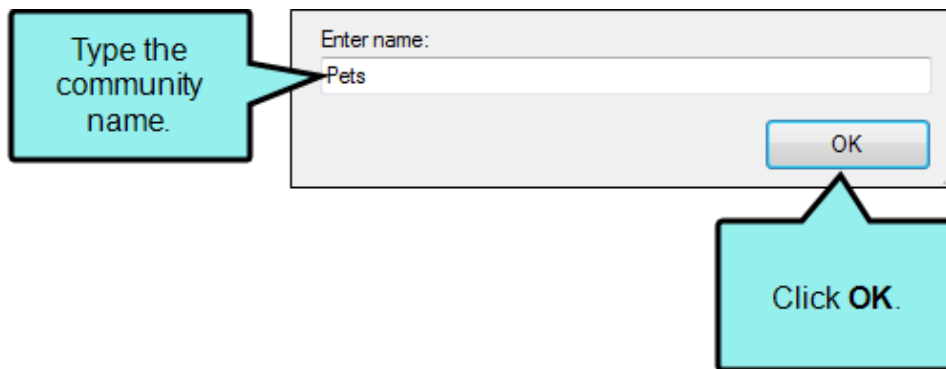 Type the
community
name.
Enter name:
Pets
OK
Click OK.